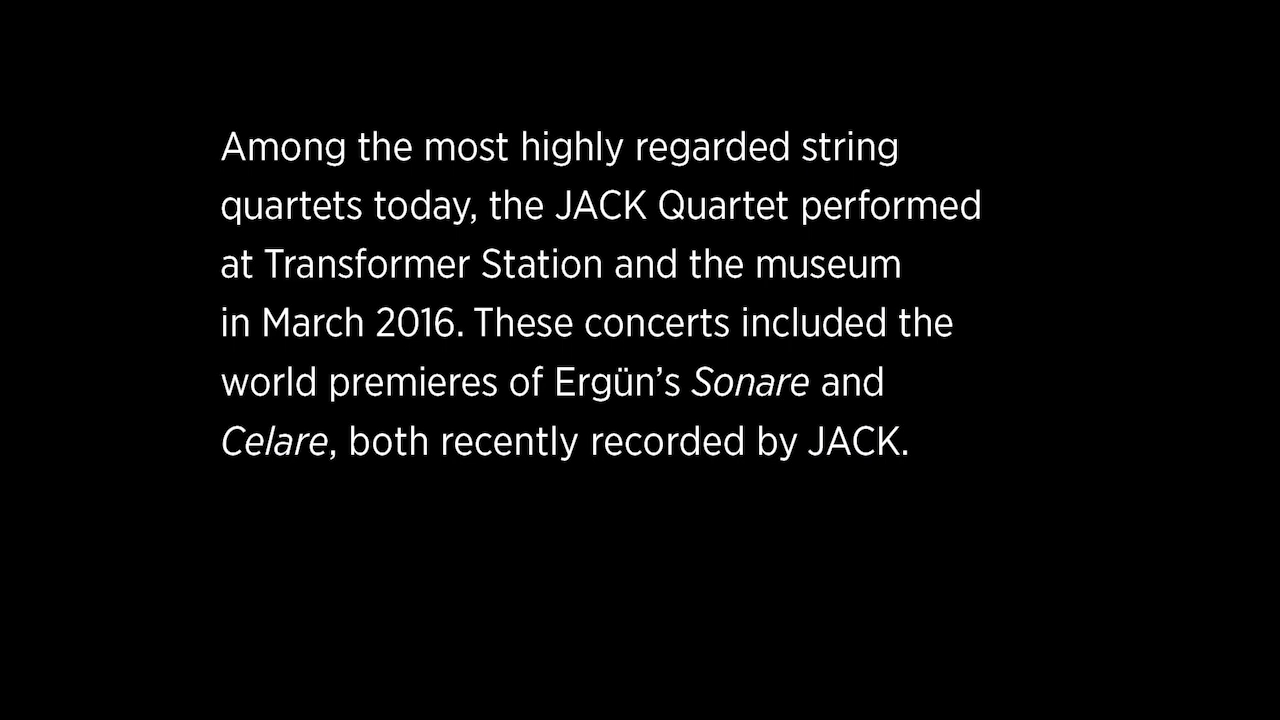 Among the most highly regarded string
quartets today, the JACK Quartet performed
at Transformer Station and the museum
in March 2016. These concerts included the
world premieres of Ergün’s Sonare and
Celare, both recently recorded by JACK.